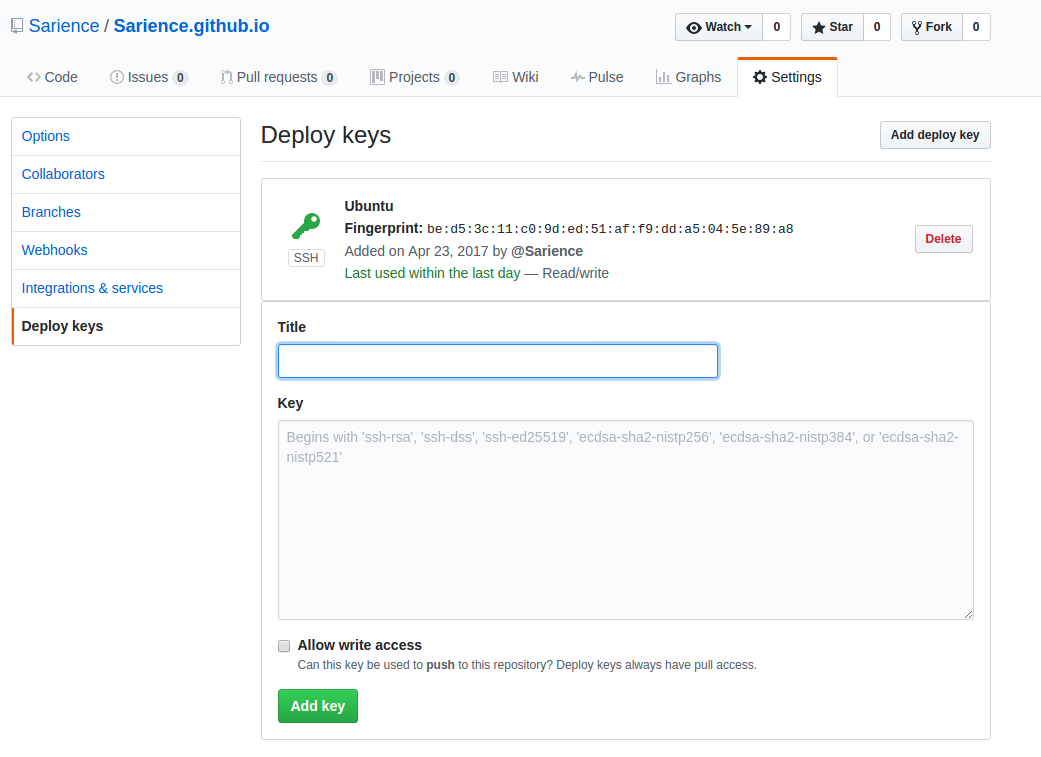 Sarience / Sarience.github.io
Watch 0 Star 0 Fork 0
Code Issues 0 Pull requests 0 Projects 0 Wiki Pulse Graphs Settings
Options
Collaborators
Branches
Webhooks
Integrations & services
Deploy keys
Deploy keys
Add deploy key
Ubuntu
Fingerprint: be:d5:3c:11:c0:9d:ed:51:af:f9:dd:a5:04:5e:89:a8
Added on Apr 23, 2017 by @Sarience
Last used within the last day — Read/write
SSH
Delete
Title
Key
Begins with 'ssh-rsa', 'ssh-dss', 'ssh-ed25519', 'ecdsa-sha2-nistp256', 'ecdsa-sha2-nistp384', or 'ecdsa-sha2-
nistp521'
Allow write access
Can this key be used to push to this repository? Deploy keys always have pull access.
Add key